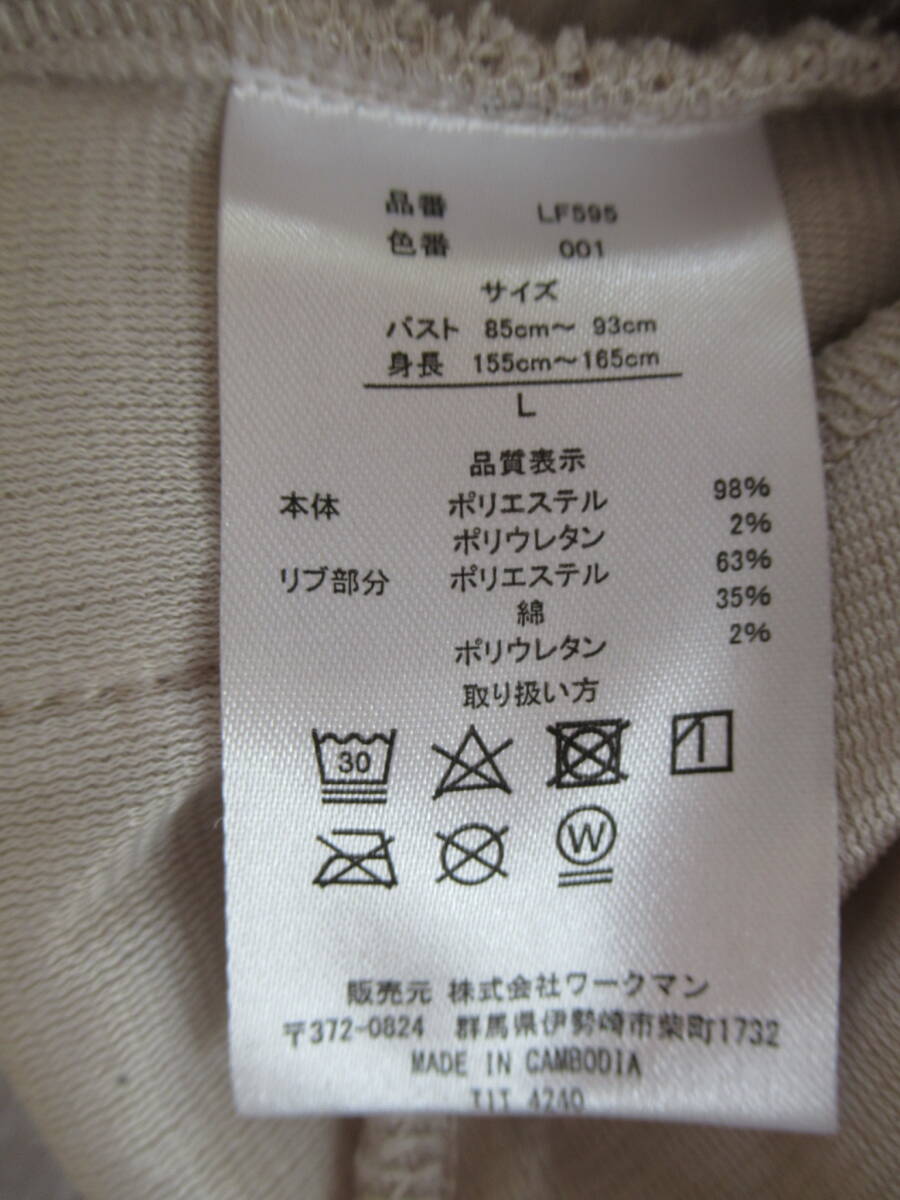 品番 LF595
色番 001
サイズ
バスト 85cm～ 93cm
身長 155cm～165cm
L
品質表示
本体 ポリエステル 98%
ポリウレタン 2%
リブ部分 ポリエステル 63%
綿 35%
ポリウレタン 2%
取り扱い方
30
W
販売元 株式会社ワークマン
〒372-0824 群馬県伊勢崎市柴町1732
MADE IN CAMBODIA
TIT 4240